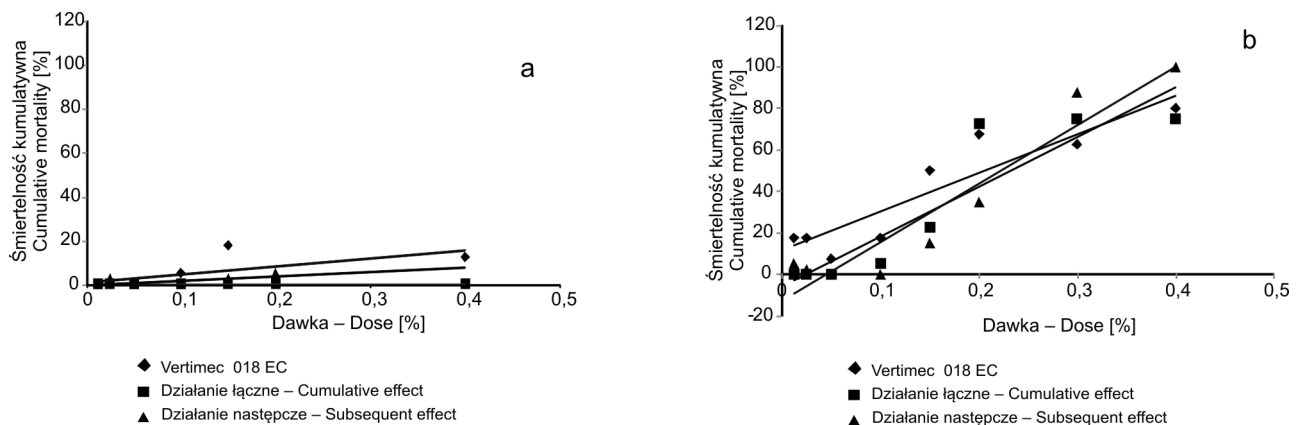 a
Śmiertelność kumulatywna
Cumulative mortality [%]
120
100
80
60
40
20
0
0 0,1 0,2 0,3 0,4 0,5
Dawka – Dose [%]
Vertimec 018 EC
Działanie łączne – Cumulative effect
Działanie następcze – Subsequent effect
b
Śmiertelność kumulatywna
Cumulative mortality [%]
120
100
80
60
40
20
0
-20
0 0,1 0,2 0,3 0,4 0,5
Dawka – Dose [%]
Vertimec 018 EC
Działanie łączne – Cumulative effect
Działanie następcze – Subsequent effect